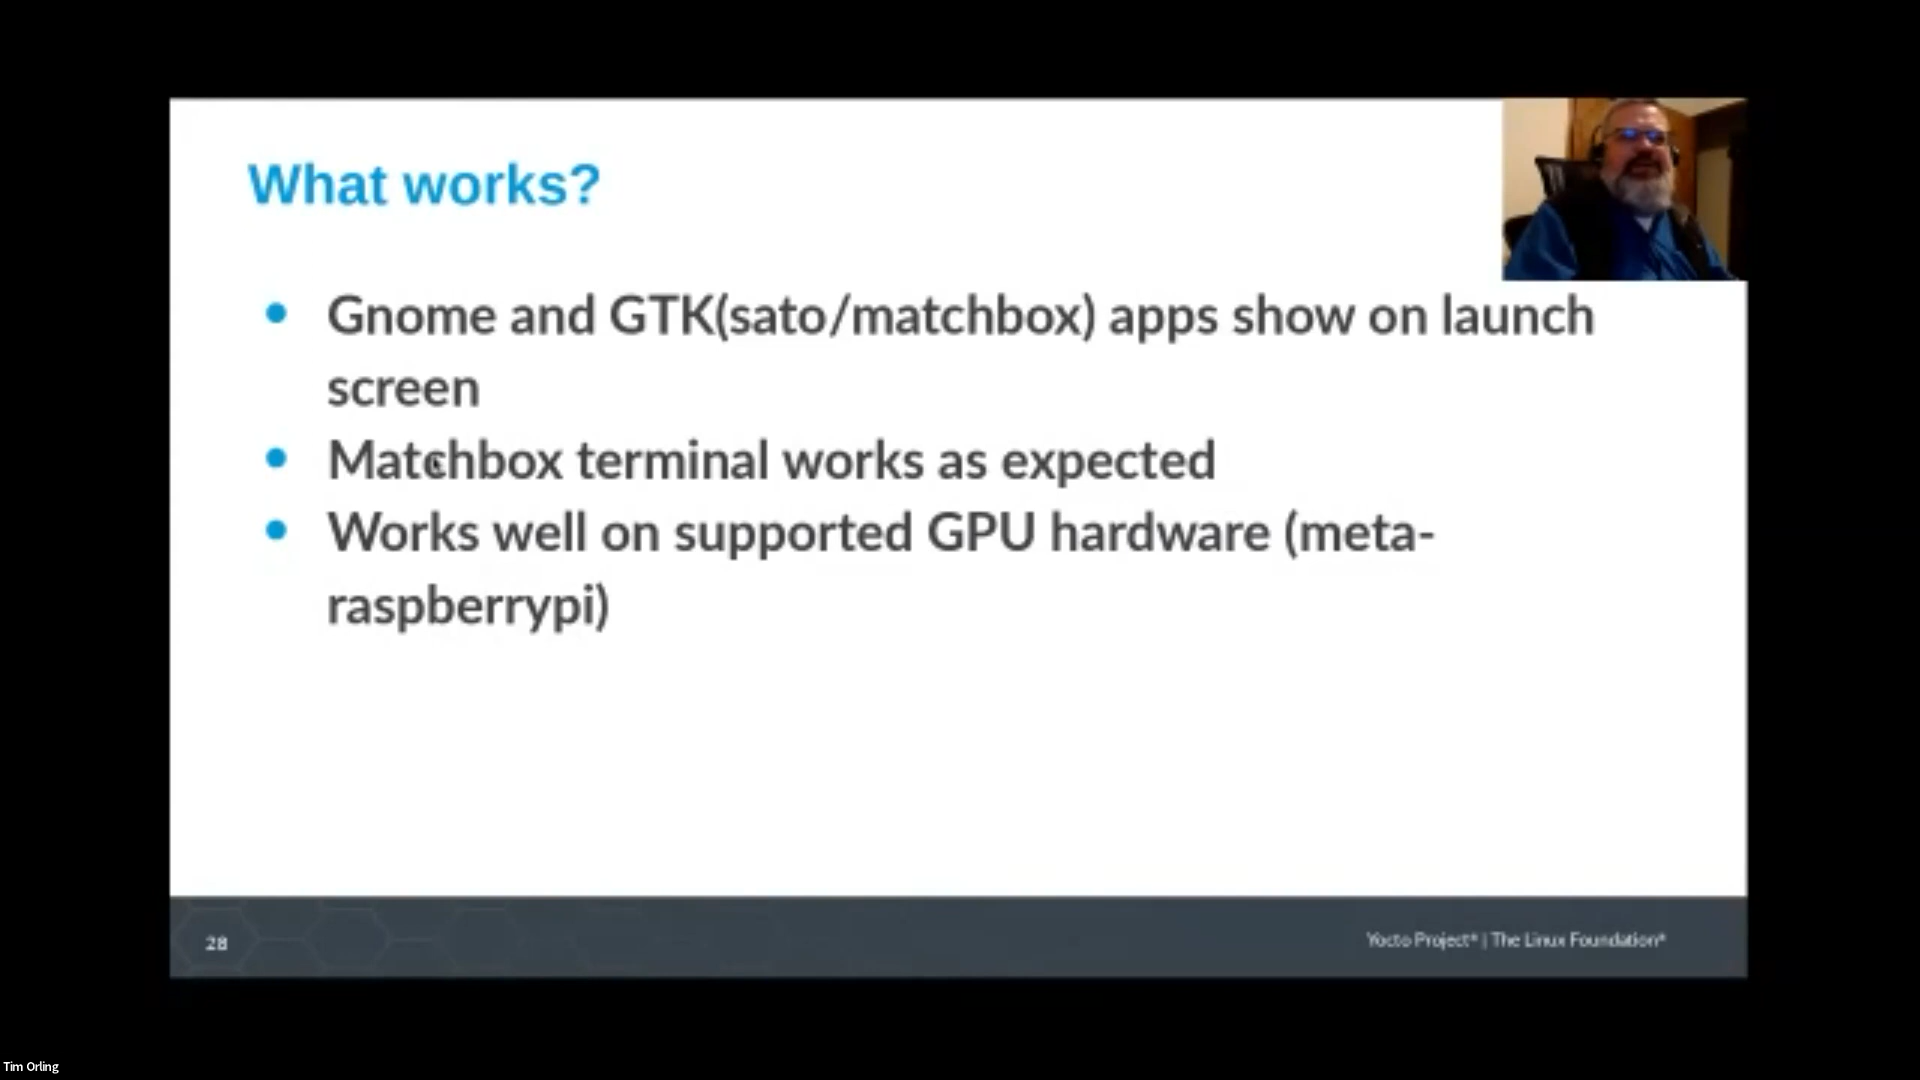 What works?
Gnome and GTK(sato/matchbox) apps show on launch
screen
Matchbox terminal works as expected
Works well on supported GPU hardware (meta-
raspberrypi)
28
Yocto Project® | The Linux Foundation®
Tim Orling